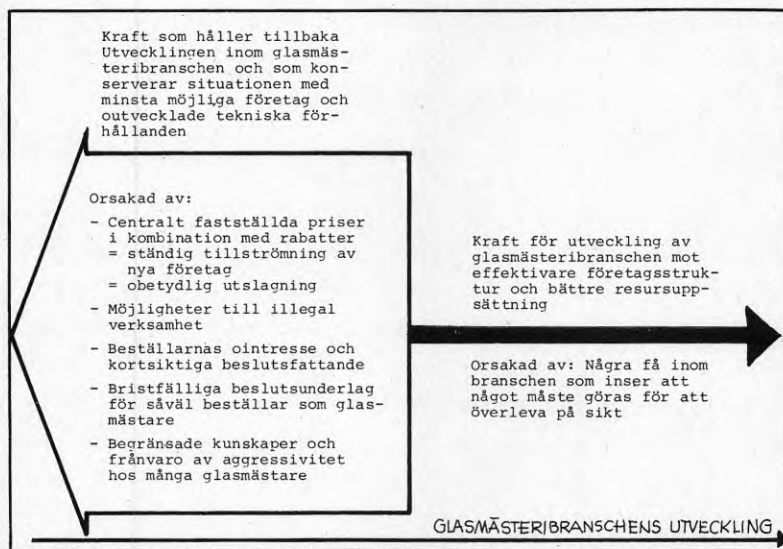 Kraft som håller tillbaka
Utvecklingen inom glasmäs-
teribranschen och som kon-
serverar situationen med
minsta möjliga företag och
outvecklade tekniska för-
hållanden
Orsakad av:
- Centralt fastställda priser
i kombination med rabatter
= ständig tillströmning av
nya företag
= obetydlig utslagning
- Möjligheter till illegal
verksamhet
- Beställarnas ointresse och
kortsiktiga beslutsfattande
- Bristfälliga beslutsunderlag
för såväl beställar som glas-
mästare
- Begränsade kunskaper och
frånvaro av aggressivitet
hos många glasmästare
Kraft för utveckling av
glasmästeribranschen mot
effektivare företagsstruk-
tur och bättre resursupp-
sättning
Orsakad av: Några få inom
branschen som inser att
något måste göras för att
överleva på sikt
GLASMÄSTERIBRANSCHENS UTVECKLING